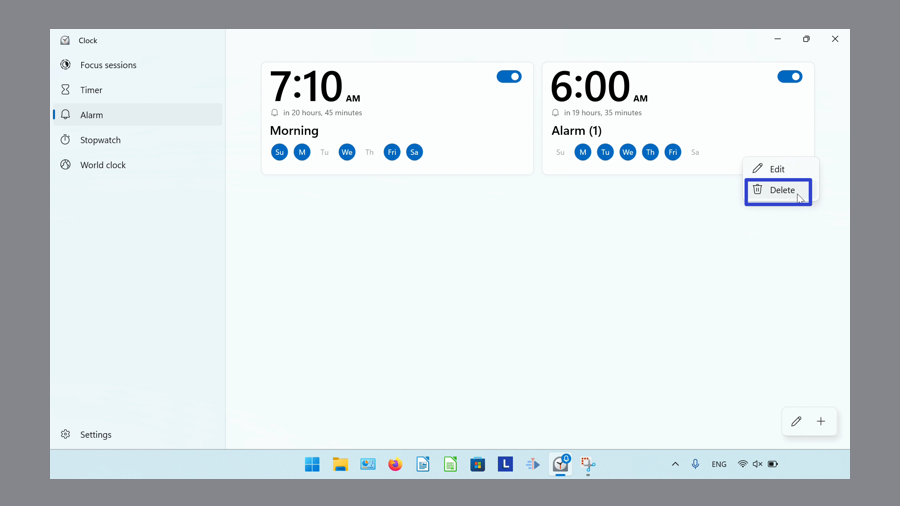 Clock
Focus sessions
Timer
Alarm
Stopwatch
World clock
Settings
7:10 AM
in 20 hours, 45 minutes
Morning
Su M Tu We Th Fri Sa
6:00 AM
in 19 hours, 35 minutes
Alarm (1)
Su M Tu We Th Fri Sa
Edit
Delete
L
ENG